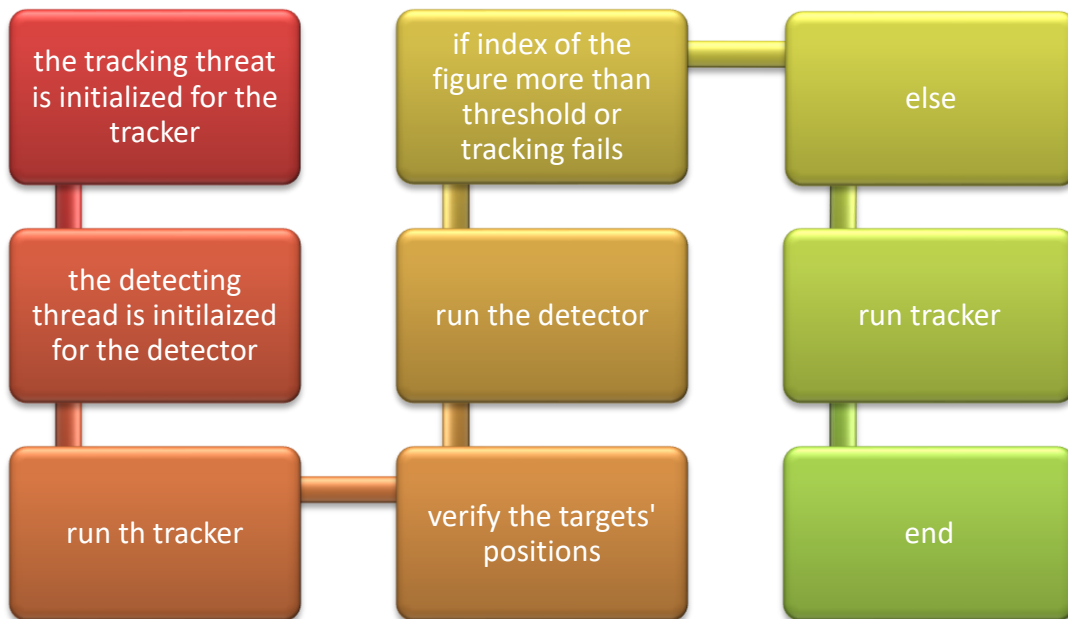 the tracking threat
is initialized for the
tracker
the detecting
thread is initilaized
for the detector
run th tracker
verify the targets'
positions
run the detector
if index of the
figure more than
threshold or
tracking fails
else
run tracker
end